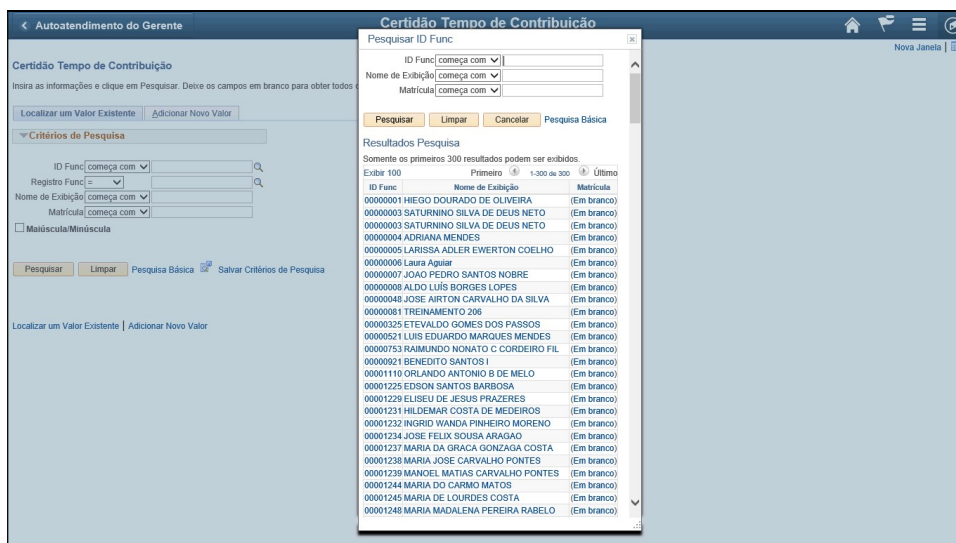 Autoatendimento do Gerente
Certidão Tempo de Contribuição
Nova Janela
Certidão Tempo de Contribuição
Insira as informações e clique em Pesquisar. Deixe os campos em branco para obter todos
Localizar um Valor Existente
Adicionar Novo Valor
Critérios de Pesquisa
ID Func começa com
Registro Func =
Nome de Exibição começa com
Matrícula começa com
Maiúscula/Minúscula
Pesquisar Limpar Pesquisa Básica Salvar Critérios de Pesquisa
Localizar um Valor Existente | Adicionar Novo Valor
Pesquisar ID Func
ID Func começa com
Nome de Exibição começa com
Matrícula começa com
Pesquisar Limpar Cancelar Pesquisa Básica
Resultados Pesquisa
Somente os primeiros 300 resultados podem ser exibidos.
Exibir 100 Primeiro 1-300 de 300 Último
ID Func Nome de Exibição Matrícula
00000001 HIEGO DOURADO DE OLIVEIRA (Em branco)
00000003 SATURNINO SILVA DE DEUS NETO (Em branco)
00000003 SATURNINO SILVA DE DEUS NETO (Em branco)
00000004 ADRIANA MENDES (Em branco)
00000005 LARISSA ADLER EWERTON COELHO (Em branco)
00000006 Laura Aguiar (Em branco)
00000007 JOAO PEDRO SANTOS NOBRE (Em branco)
00000008 ALDO LUÍS BORGES LOPES (Em branco)
00000048 JOSE AIRTON CARVALHO DA SILVA (Em branco)
00000081 TREINAMENTO 206 (Em branco)
00000325 ETEVALDO GOMES DOS PASSOS (Em branco)
00000521 LUIS EDUARDO MARQUES MENDES (Em branco)
00000753 RAIMUNDO NONATO C CORDEIRO FIL (Em branco)
00000921 BENEDITO SANTOS I (Em branco)
00001110 ORLANDO ANTONIO B DE MELO (Em branco)
00001225 EDSON SANTOS BARBOSA (Em branco)
00001229 ELISEU DE JESUS PRAZERES (Em branco)
00001231 HILDEMAR COSTA DE MEDEIROS (Em branco)
00001232 INGRID WANDA PINHEIRO MORENO (Em branco)
00001234 JOSE FELIX SOUSA ARAGAO (Em branco)
00001237 MARIA DA GRACA GONZAGA COSTA (Em branco)
00001238 MARIA JOSE CARVALHO PONTES (Em branco)
00001239 MANOEL MATIAS CARVALHO PONTES (Em branco)
00001244 MARIA DO CARMO MATOS (Em branco)
00001245 MARIA DE LOURDES COSTA (Em branco)
00001248 MARIA MADALENA PEREIRA RABELO (Em branco)